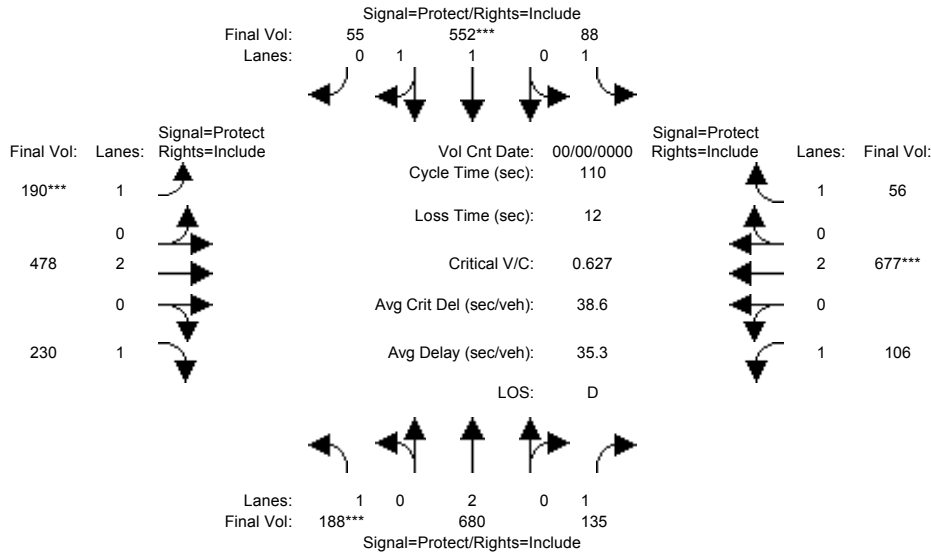 Signal=Protect/Rights=Include
Final Vol: 55 552*** 88
Lanes: 0 1 1 0 1
Signal=Protect Signal=Protect
Final Vol: Lanes: Rights=Include Vol Cnt Date: 00/00/0000 Rights=Include Lanes: Final Vol:
Cycle Time (sec): 110
190*** 1 1 56
Loss Time (sec): 12
0 0
478 2 Critical V/C: 0.627 2 677***
0 Avg Crit Del (sec/veh): 38.6 0
230 1 Avg Delay (sec/veh): 35.3 1 106
LOS: D
Lanes: 1 0 2 0 1
Final Vol: 188*** 680 135
Signal=Protect/Rights=Include